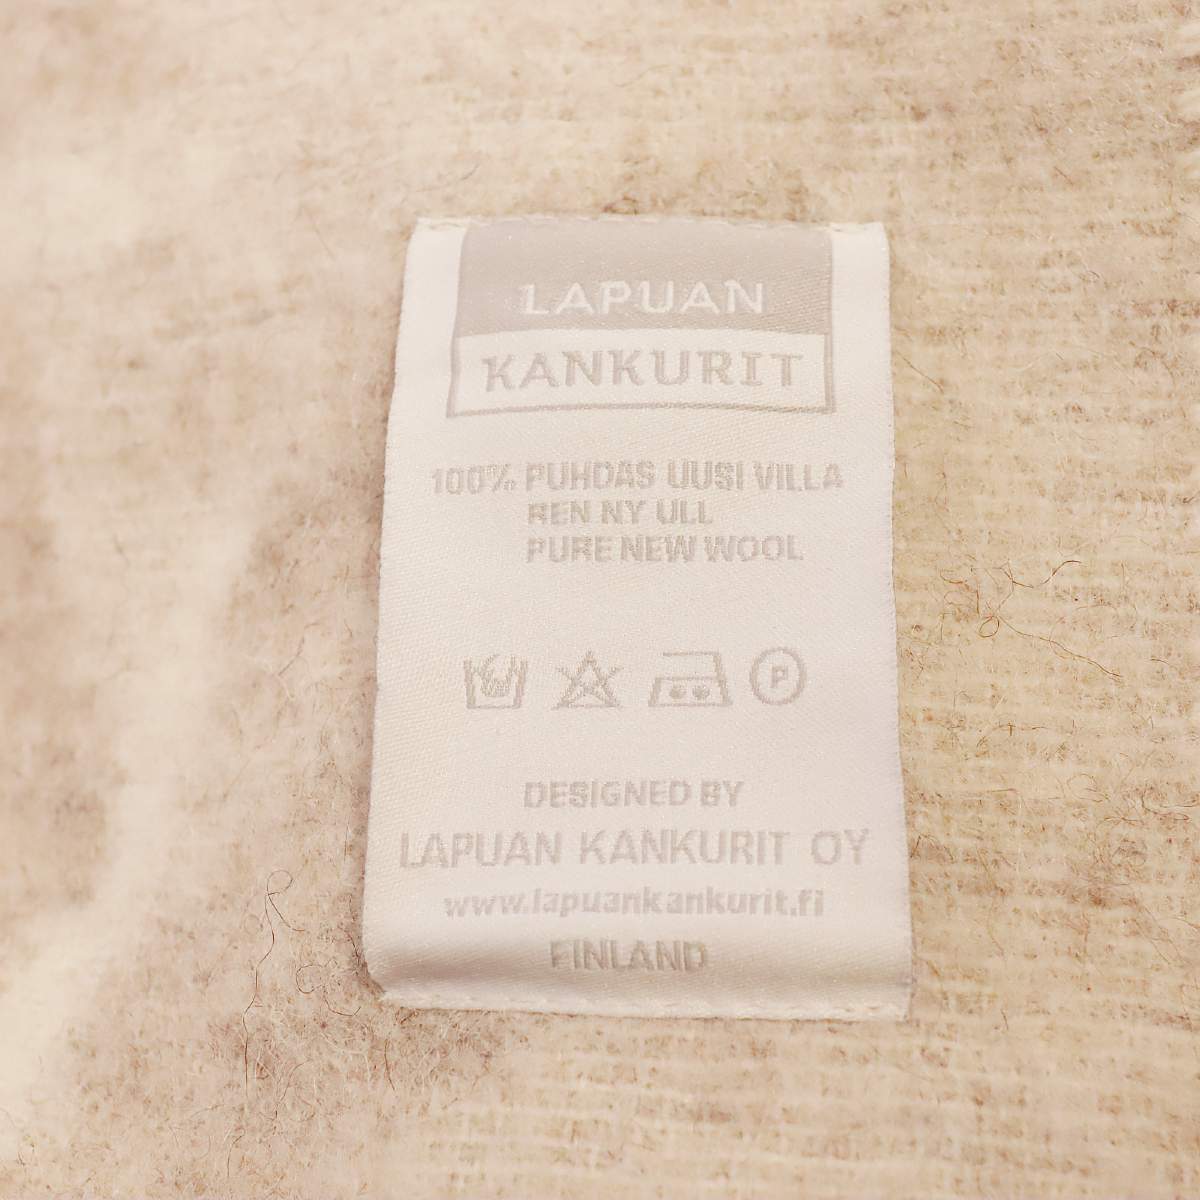 LAPUAN
KANKURIT
100% PUHDAS UUSI VILLA
REN NY ULL
PURE NEW WOOL
P
DESIGNED BY
LAPUAN KANKURIT OY
www.lapuankankurit.fi
FINLAND